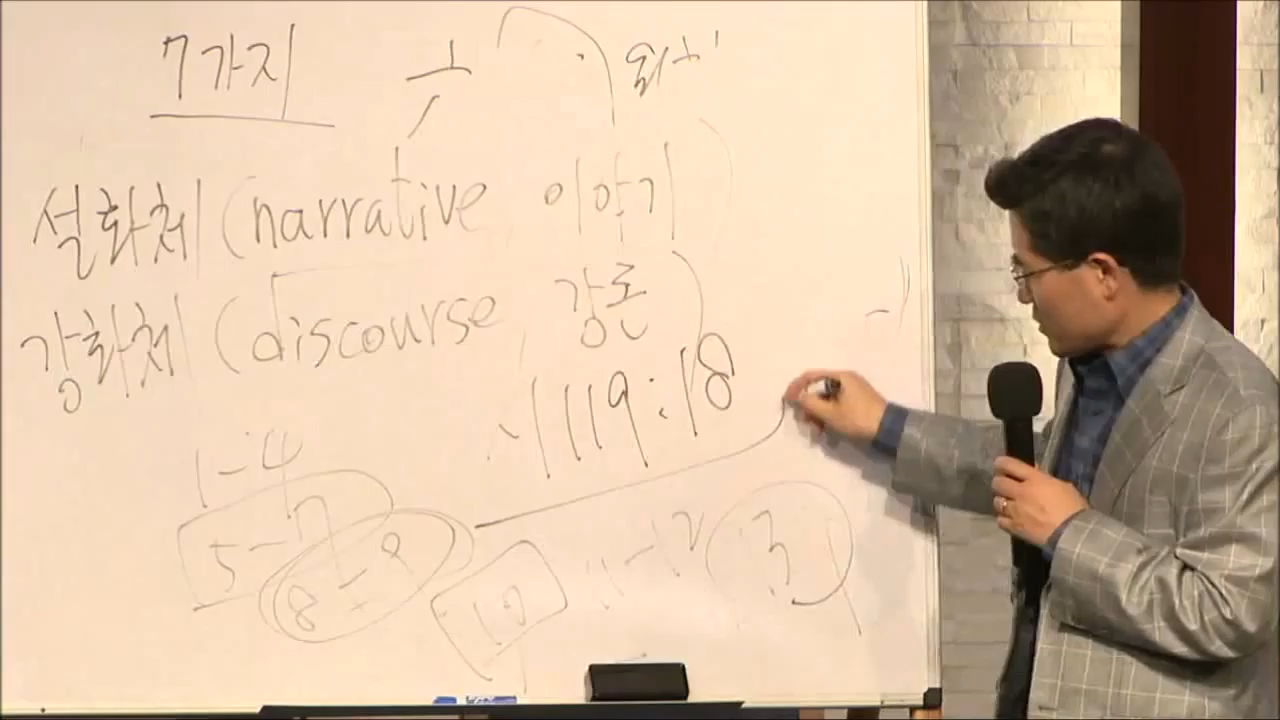 7가지
설화체 (narrative, 이야기)
강화체 (discourse, 강론)
시 119:18
1-4
5-7
8-9
10
11-12